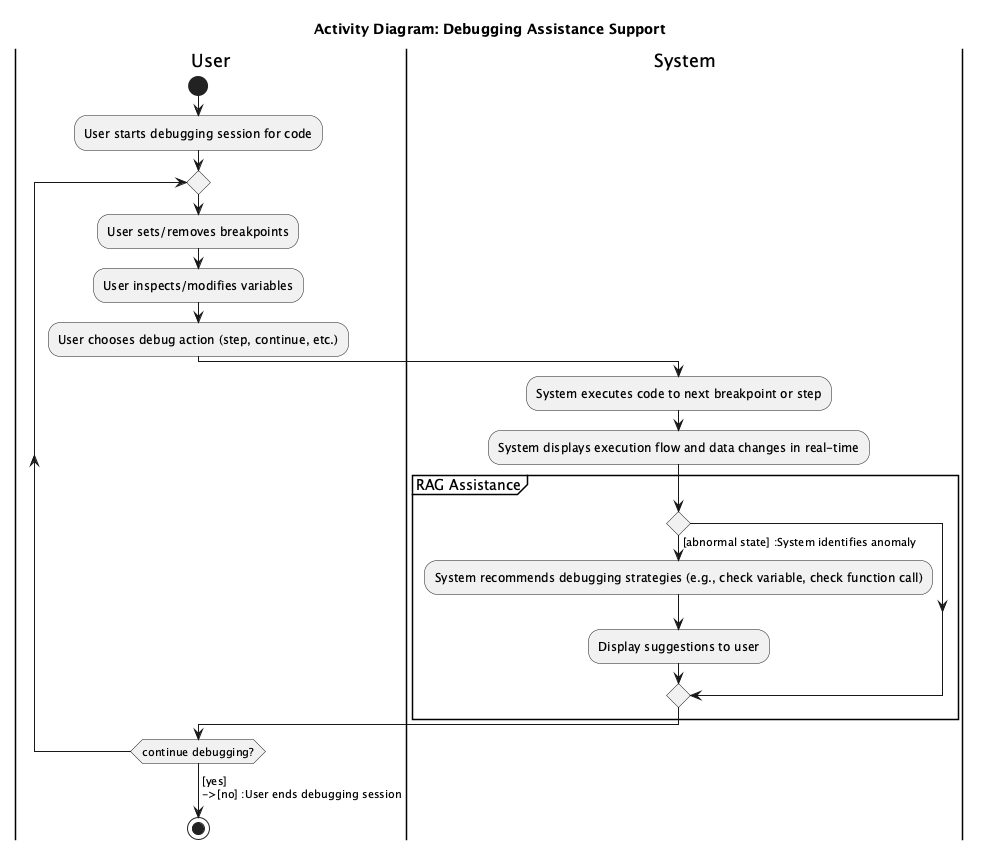 Activity Diagram: Debugging Assistance Support
User
System
User starts debugging session for code
User sets/removes breakpoints
User inspects/modifies variables
User chooses debug action (step, continue, etc.)
System executes code to next breakpoint or step
System displays execution flow and data changes in real-time
RAG Assistance
[abnormal state] :System identifies anomaly
System recommends debugging strategies (e.g., check variable, check function call)
Display suggestions to user
continue debugging?
[yes]
->[no] :User ends debugging session